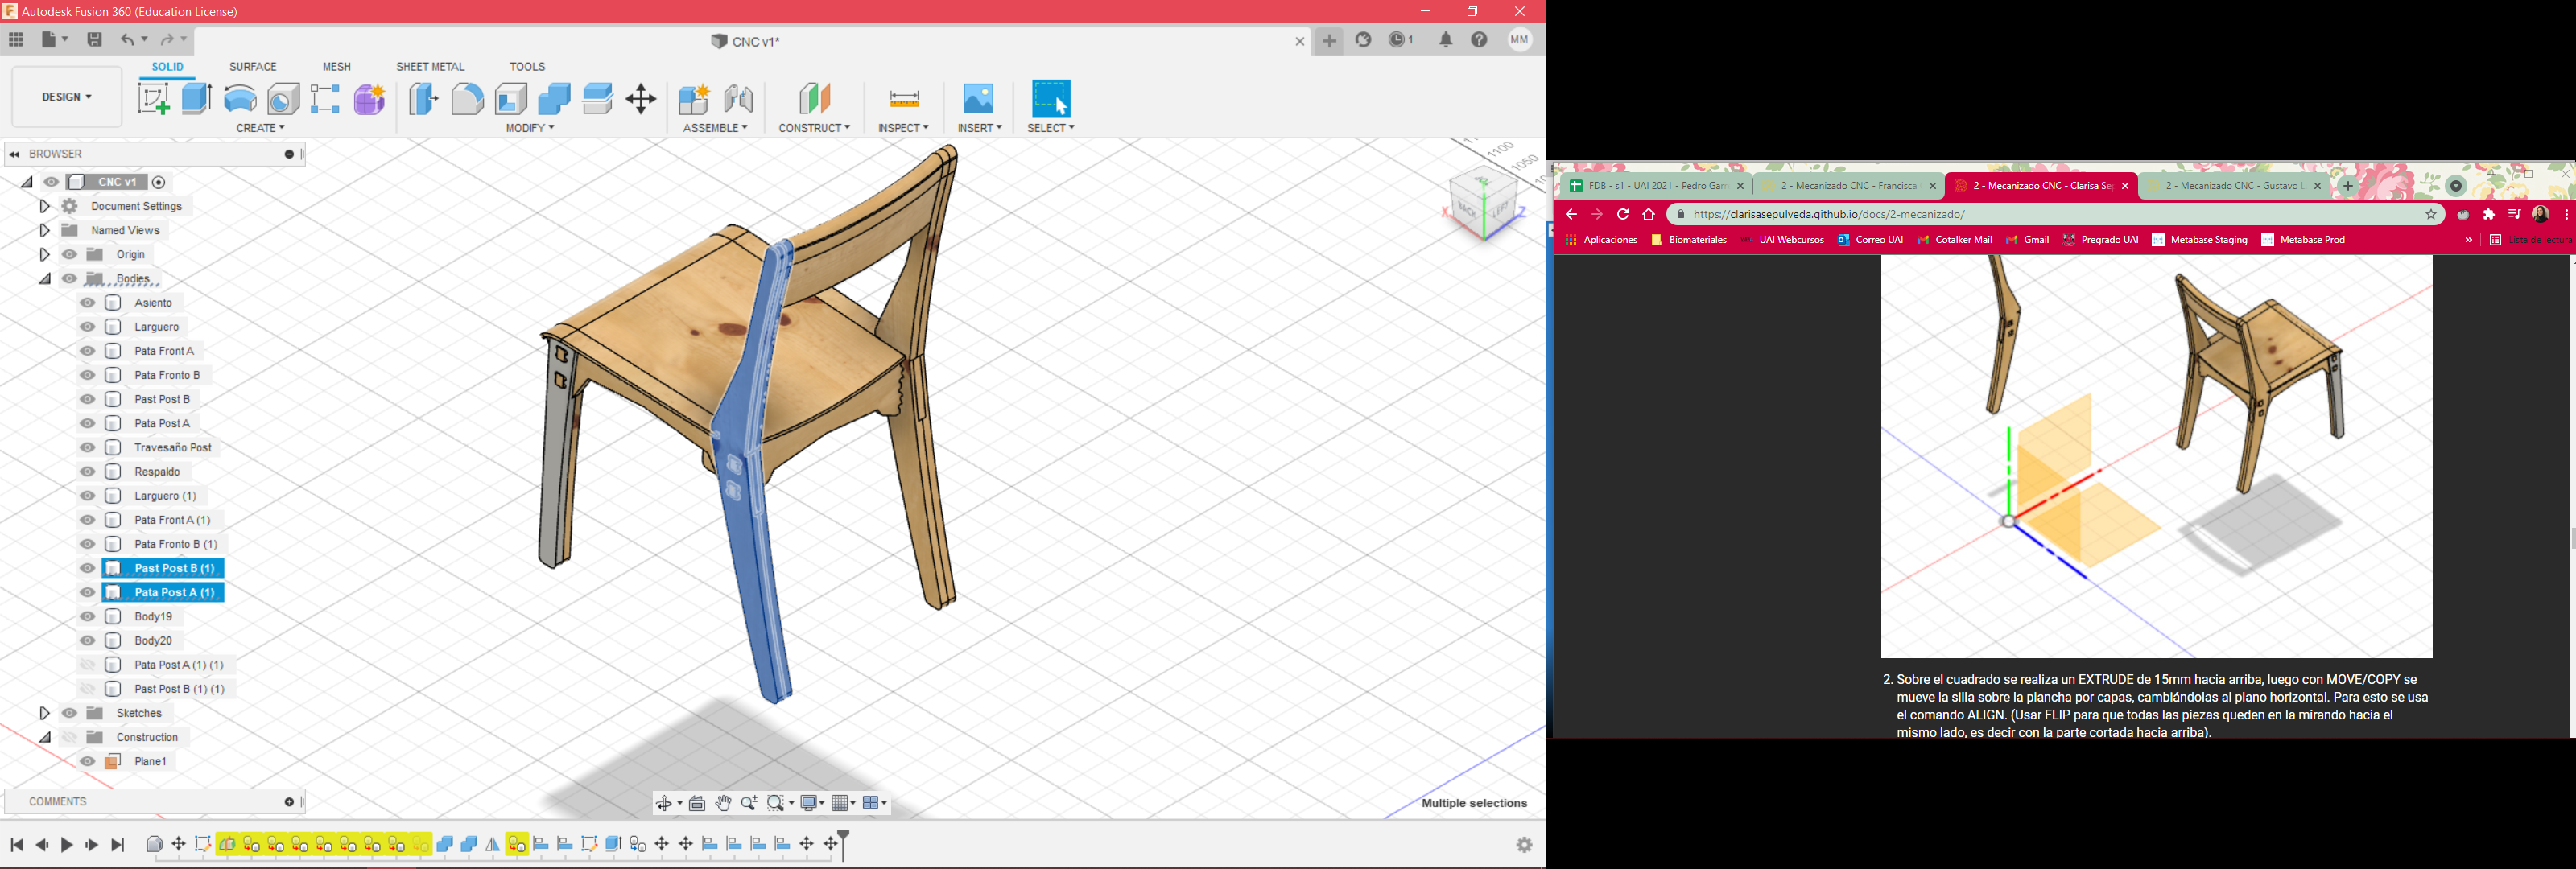 Autodesk Fusion 360 (Education License)
CNC v1*
1
MM
DESIGN
SOLID
SURFACE
MESH
SHEET METAL
TOOLS
CREATE
MODIFY
ASSEMBLE
CONSTRUCT
INSPECT
INSERT
SELECT
BROWSER
CNC v1
Document Settings
Named Views
Origin
Bodies
Asiento
Larguero
Pata Front A
Pata Fronto B
Past Post B
Pata Post A
Travesaño Post
Respaldo
Larguero (1)
Pata Front A (1)
Pata Fronto B (1)
Past Post B (1)
Pata Post A (1)
Body19
Body20
Pata Post A (1) (1)
Past Post B (1) (1)
Sketches
Construction
Plane1
COMMENTS
1100
1050
BACK
LEFT
X
Z
Multiple selections
FDB - s1 - UAI 2021 - Pedro Garr
2 - Mecanizado CNC - Francisca
2 - Mecanizado CNC - Clarisa Se
2 - Mecanizado CNC - Gustavo
https://clarisasepulveda.github.io/docs/2-mecanizado/
Aplicaciones
Biomateriales
UAI Webcursos
Correo UAI
Cotalker Mail
Gmail
Pregrado UAI
Metabase Staging
Metabase Prod
»
Lista de lectura
2. Sobre el cuadrado se realiza un EXTRUDE de 15mm hacia arriba, luego con MOVE/COPY se
mueve la silla sobre la plancha por capas, cambiándolas al plano horizontal. Para esto se usa
el comando ALIGN. (Usar FLIP para que todas las piezas queden en la mirando hacia el
mismo lado, es decir con la parte cortada hacia arriba).